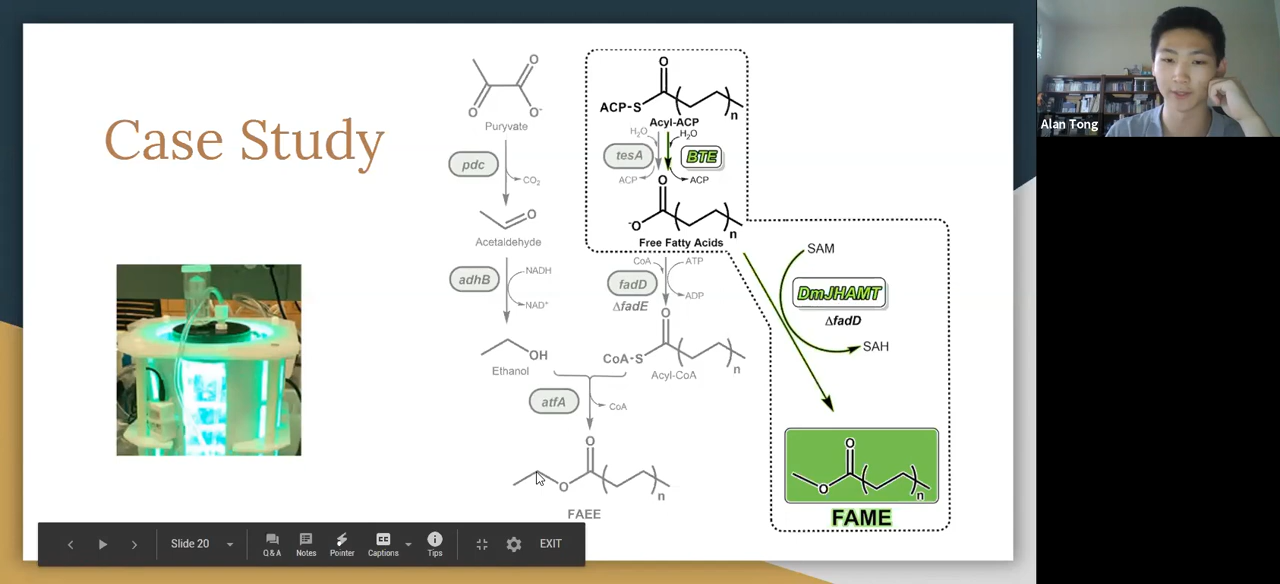 Case Study
O
O
O-
Puryvate
pdc
CO₂
O
Acetaldehyde
adhB
NADH
NAD⁺
OH
Ethanol
atfA
CoA
O
O
n
FAEE
O
ACP-S
n
Acyl-ACP
H₂O
H₂O
tesA
BTE
ACP
ACP
O
-O
n
Free Fatty Acids
CoA
ATP
fadD
ΔfadE
ADP
O
CoA-S
n
Acyl-CoA
SAM
DmJHAMT
ΔfadD
SAH
O
O
n
FAME
Alan Tong
Slide 20
Q&A
Notes
Pointer
CC
Captions
Tips
EXIT